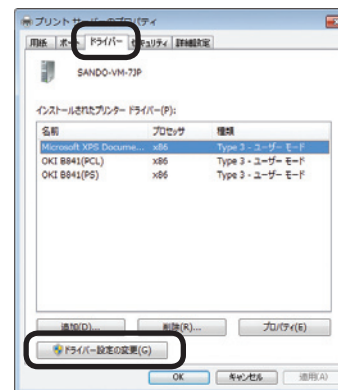 プリント サーバーのプロパティ
用紙 ポート ドライバー セキュリティ 詳細設定
SANDO-VM-7JP
インストールされたプリンター ドライバー(P):
名前 プロセッサ 種類
Microsoft XPS Docume... x86 Type 3 - ユーザー モード
OKI B841(PCL) x86 Type 3 - ユーザー モード
OKI B841(PS) x86 Type 3 - ユーザー モード
追加(D)... 削除(R)... プロパティ(E)
ドライバー設定の変更(G)
OK キャンセル 適用(A)